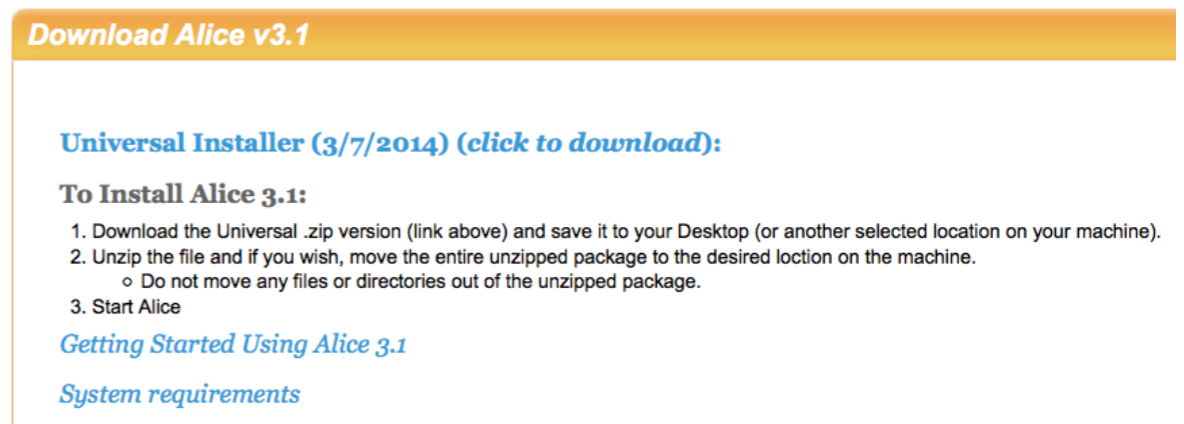 Download Alice v3.1
Universal Installer (3/7/2014) (click to download):
To Install Alice 3.1:
1. Download the Universal .zip version (link above) and save it to your Desktop (or another selected location on your machine).
2. Unzip the file and if you wish, move the entire unzipped package to the desired loction on the machine.
○ Do not move any files or directories out of the unzipped package.
3. Start Alice
Getting Started Using Alice 3.1
System requirements